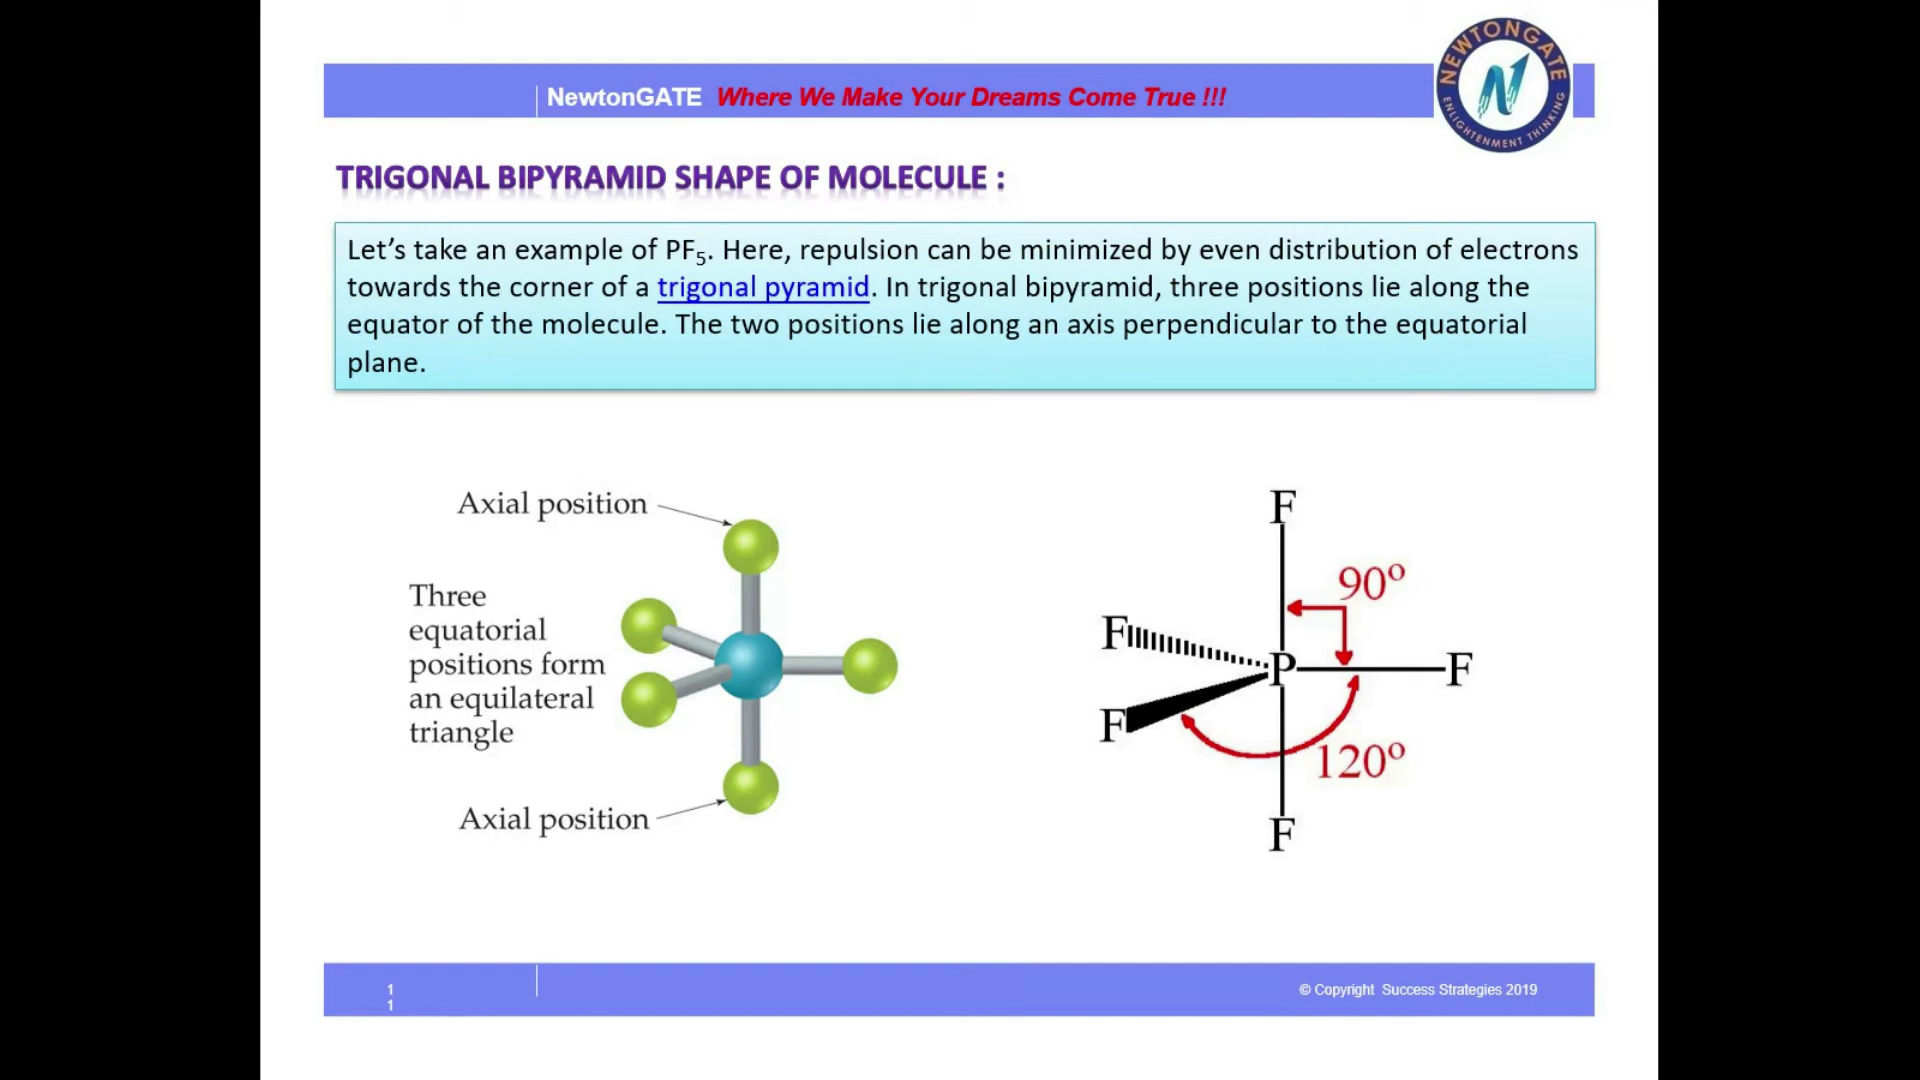 NEWTONGATE
ENLIGHTENMENT THINKING
N
NewtonGATE Where We Make Your Dreams Come True !!!
TRIGONAL BIPYRAMID SHAPE OF MOLECULE :
Let’s take an example of PF₅. Here, repulsion can be minimized by even distribution of electrons
towards the corner of a trigonal pyramid. In trigonal bipyramid, three positions lie along the
equator of the molecule. The two positions lie along an axis perpendicular to the equatorial
plane.
Axial position
Three
equatorial
positions form
an equilateral
triangle
Axial position
F
90°
F
P
F
F
120°
F
1
1
© Copyright Success Strategies 2019